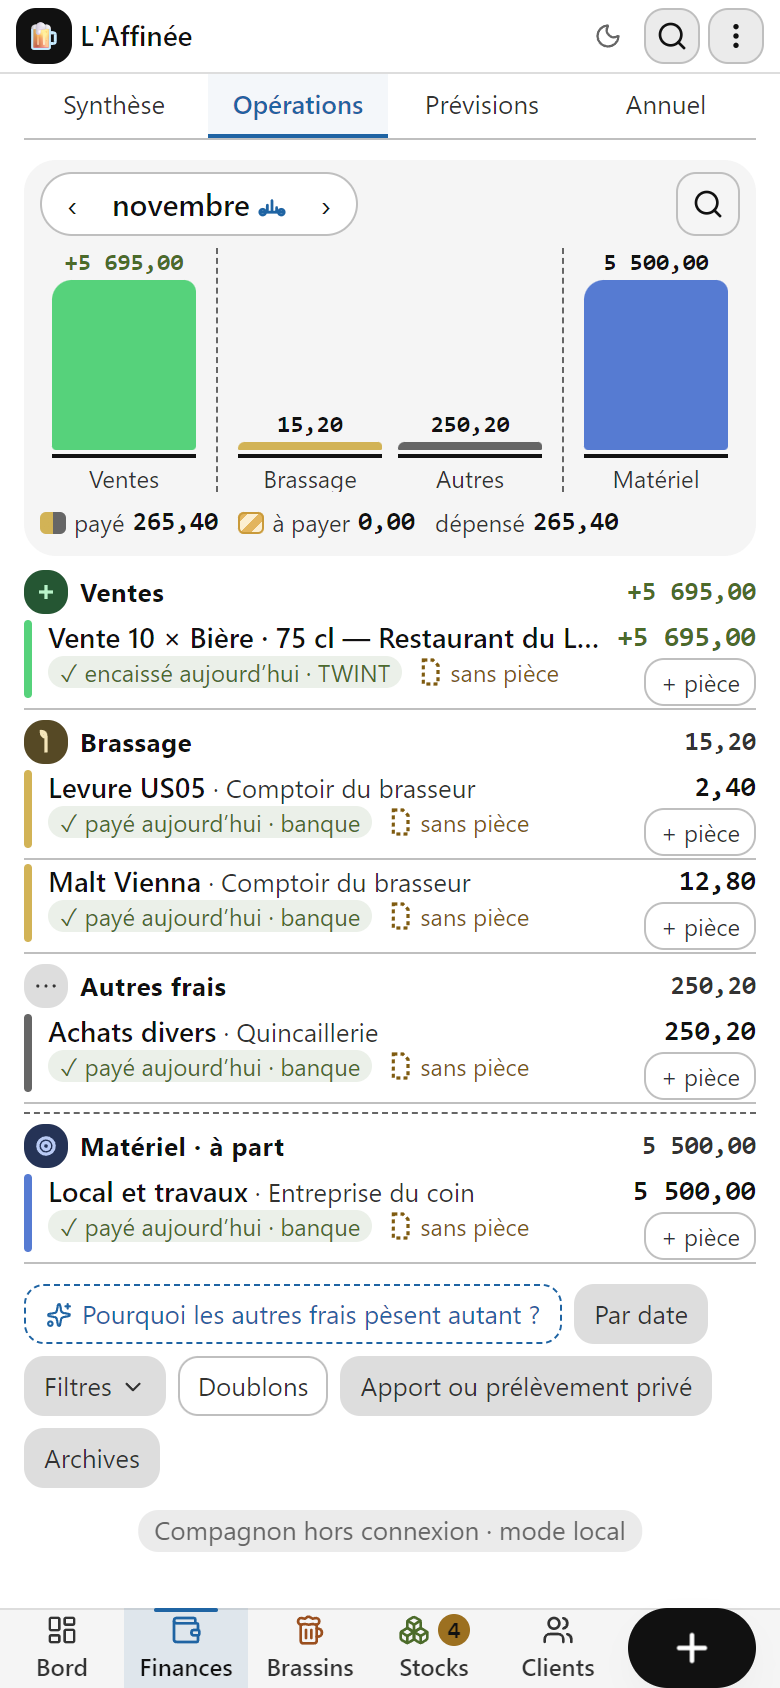 L'Affinée
Synthèse Opérations Prévisions Annuel
‹ novembre ›
+5 695,00 5 500,00
15,20 250,20
Ventes Brassage Autres Matériel
payé 265,40 à payer 0,00 dépensé 265,40
Ventes +5 695,00
Vente 10 × Bière · 75 cl — Restaurant du L... +5 695,00
✓ encaissé aujourd’hui · TWINT sans pièce + pièce
Brassage 15,20
Levure US05 · Comptoir du brasseur 2,40
✓ payé aujourd’hui · banque sans pièce + pièce
Malt Vienna · Comptoir du brasseur 12,80
✓ payé aujourd’hui · banque sans pièce + pièce
Autres frais 250,20
Achats divers · Quincaillerie 250,20
✓ payé aujourd’hui · banque sans pièce + pièce
Matériel · à part 5 500,00
Local et travaux · Entreprise du coin 5 500,00
✓ payé aujourd’hui · banque sans pièce + pièce
Pourquoi les autres frais pèsent autant ? Par date
Filtres Doublons Apport ou prélèvement privé
Archives
Compagnon hors connexion · mode local
4
Bord Finances Brassins Stocks Clients +